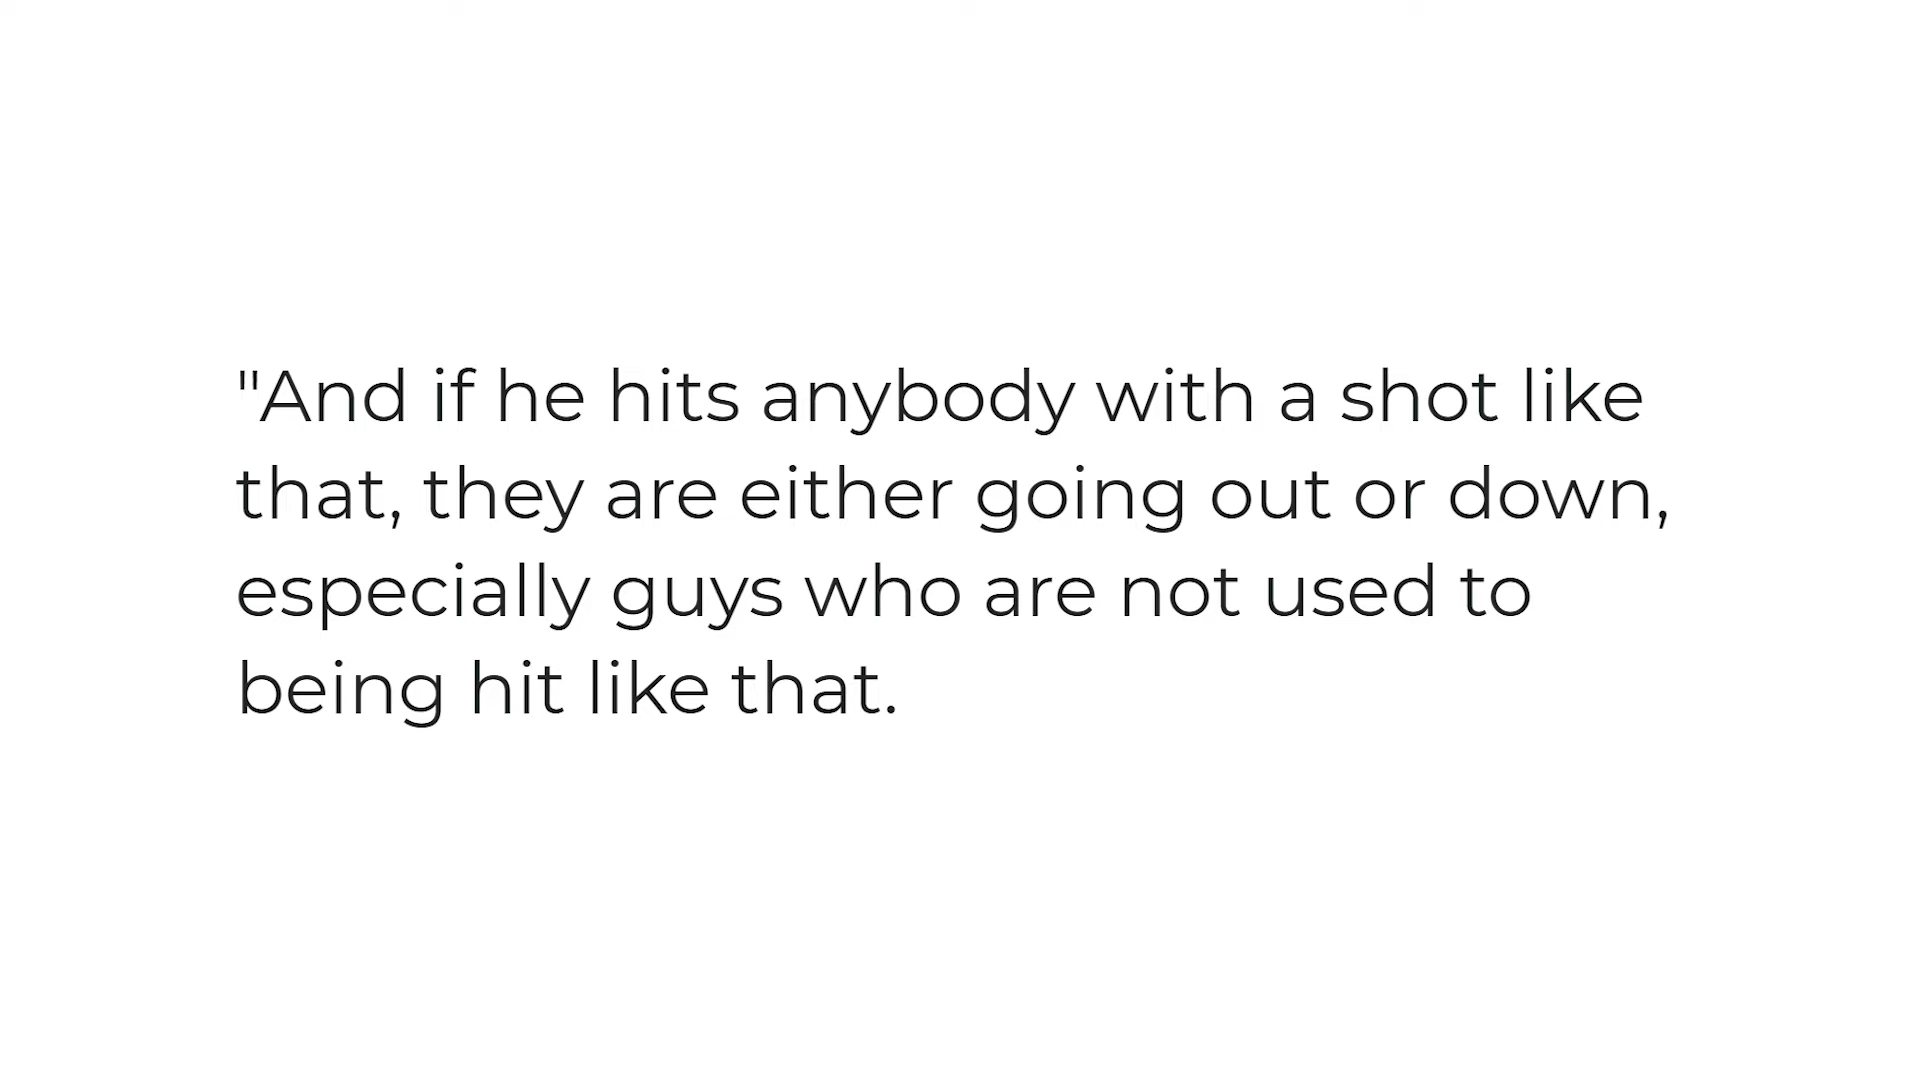 "And if he hits anybody with a shot like
that, they are either going out or down,
especially guys who are not used to
being hit like that.